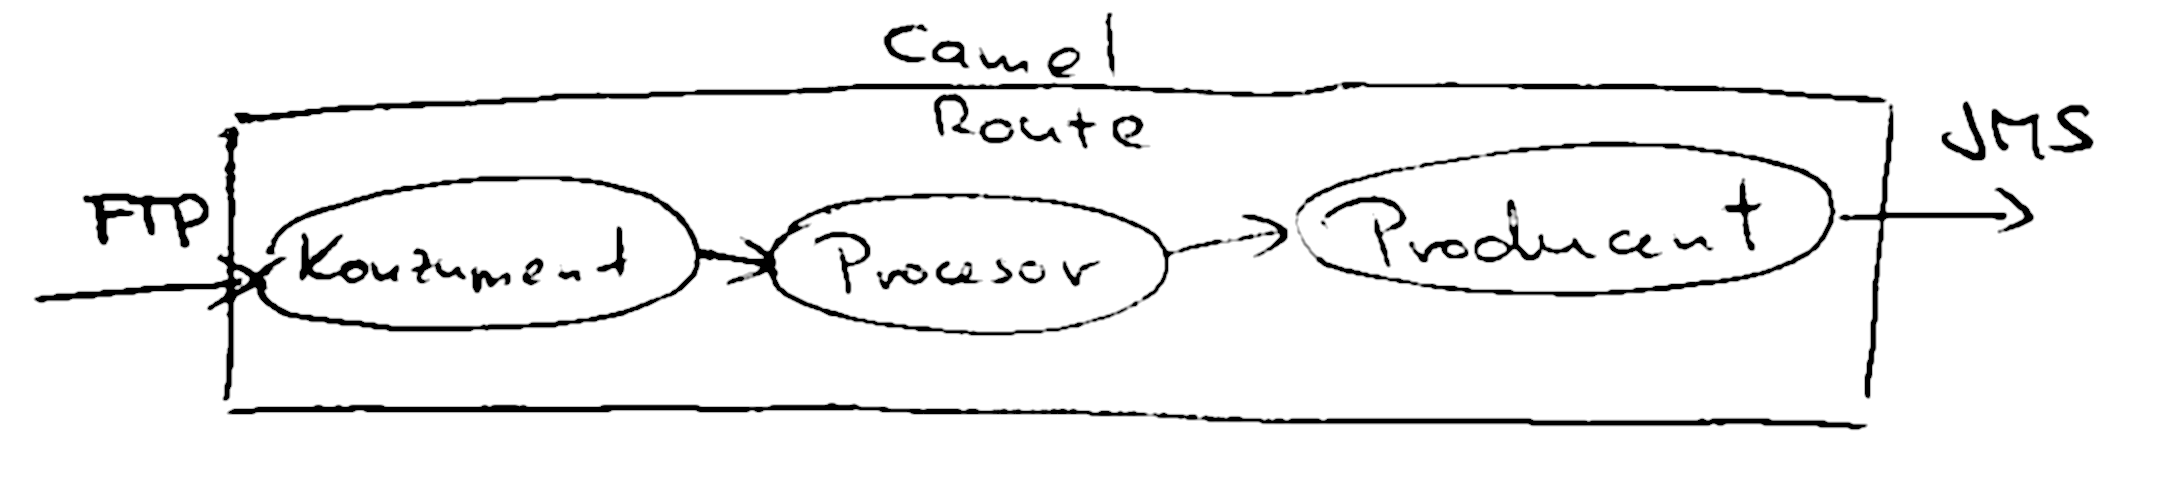 Camel
Route
JMS
FTP
Konzument
Procesor
Producent